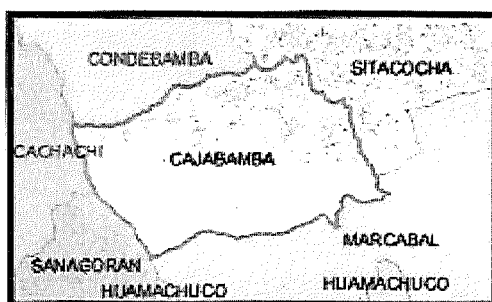 CONDEBAMBA
SITACOCHA
CACHACHI
CAJABAMBA
MARCABAL
SANAGORAN
HUAMACHUCO
HUAMACHUCO